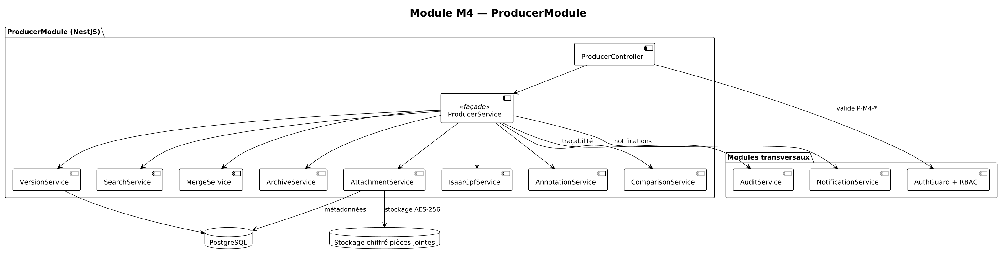 Module M4 — ProducerModule
ProducerModule (NestJS)
ProducerController
«façade»
ProducerService
valide P-M4-*
traçabilité
notifications
Modules transversaux
VersionService
SearchService
MergeService
ArchiveService
AttachmentService
IsaarCpfService
AnnotationService
ComparisonService
AuditService
NotificationService
AuthGuard + RBAC
métadonnées
stockage AES-256
PostgreSQL
Stockage chiffré pièces jointes